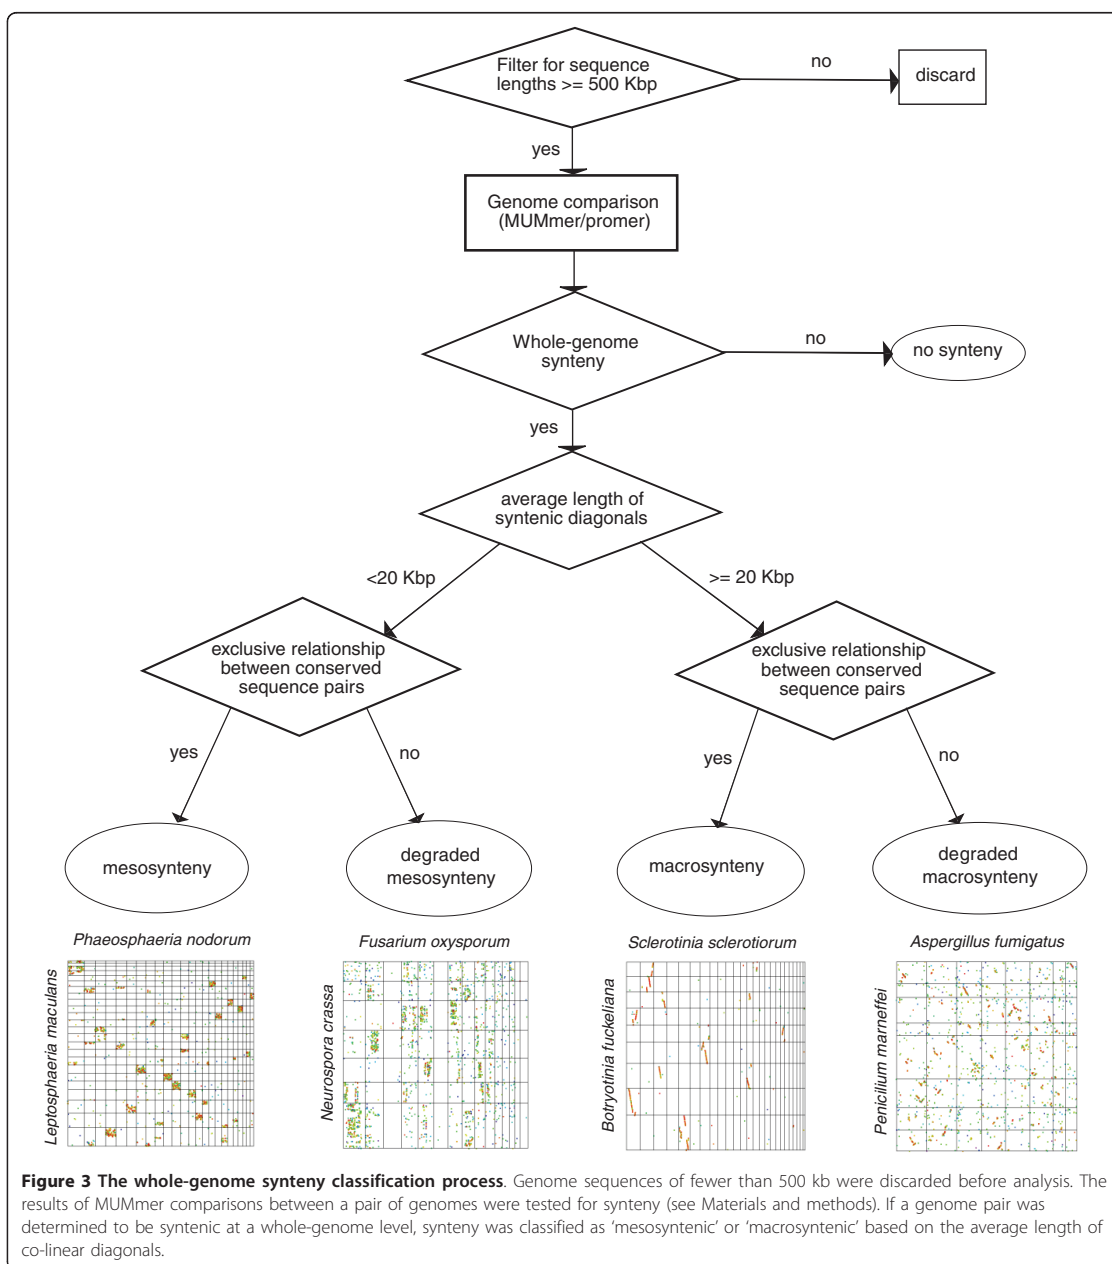 Filter for sequence
lengths >= 500 Kbp
no
discard
yes
Genome comparison
(MUMmer/promer)
Whole-genome
synteny
no
no synteny
yes
average length of
syntenic diagonals
<20 Kbp
>= 20 Kbp
exclusive relationship
between conserved
sequence pairs
exclusive relationship
between conserved
sequence pairs
yes
no
yes
no
mesosynteny
degraded
mesosynteny
macrosynteny
degraded
macrosynteny
Phaeosphaeria nodorum
Leptosphaeria maculans
Fusarium oxysporum
Neurospora crassa
Sclerotinia sclerotiorum
Botryotinia fuckeliana
Aspergillus fumigatus
Penicilium marneffei
Figure 3 The whole-genome synteny classification process. Genome sequences of fewer than 500 kb were discarded before analysis. The
results of MUMmer comparisons between a pair of genomes were tested for synteny (see Materials and methods). If a genome pair was
determined to be syntenic at a whole-genome level, synteny was classified as ‘mesosyntenic’ or ‘macrosyntenic’ based on the average length of
co-linear diagonals.